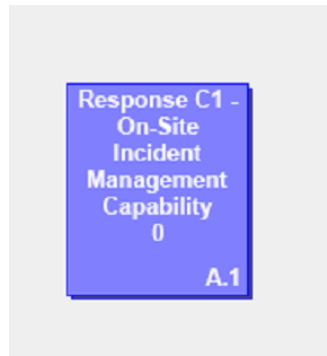 Response C1 -
On-Site
Incident
Management
Capability
0
A.1